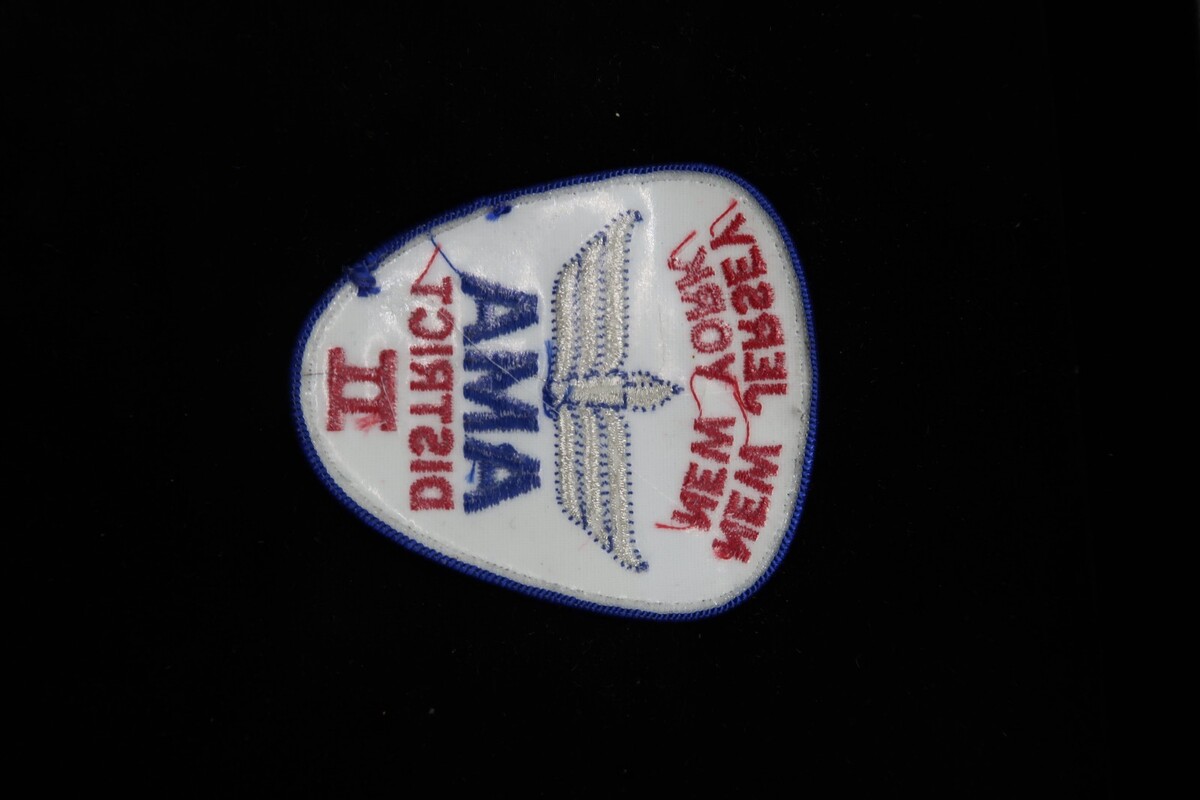 NEW JERSEY
NEW YORK
AMA
DISTRICT
II